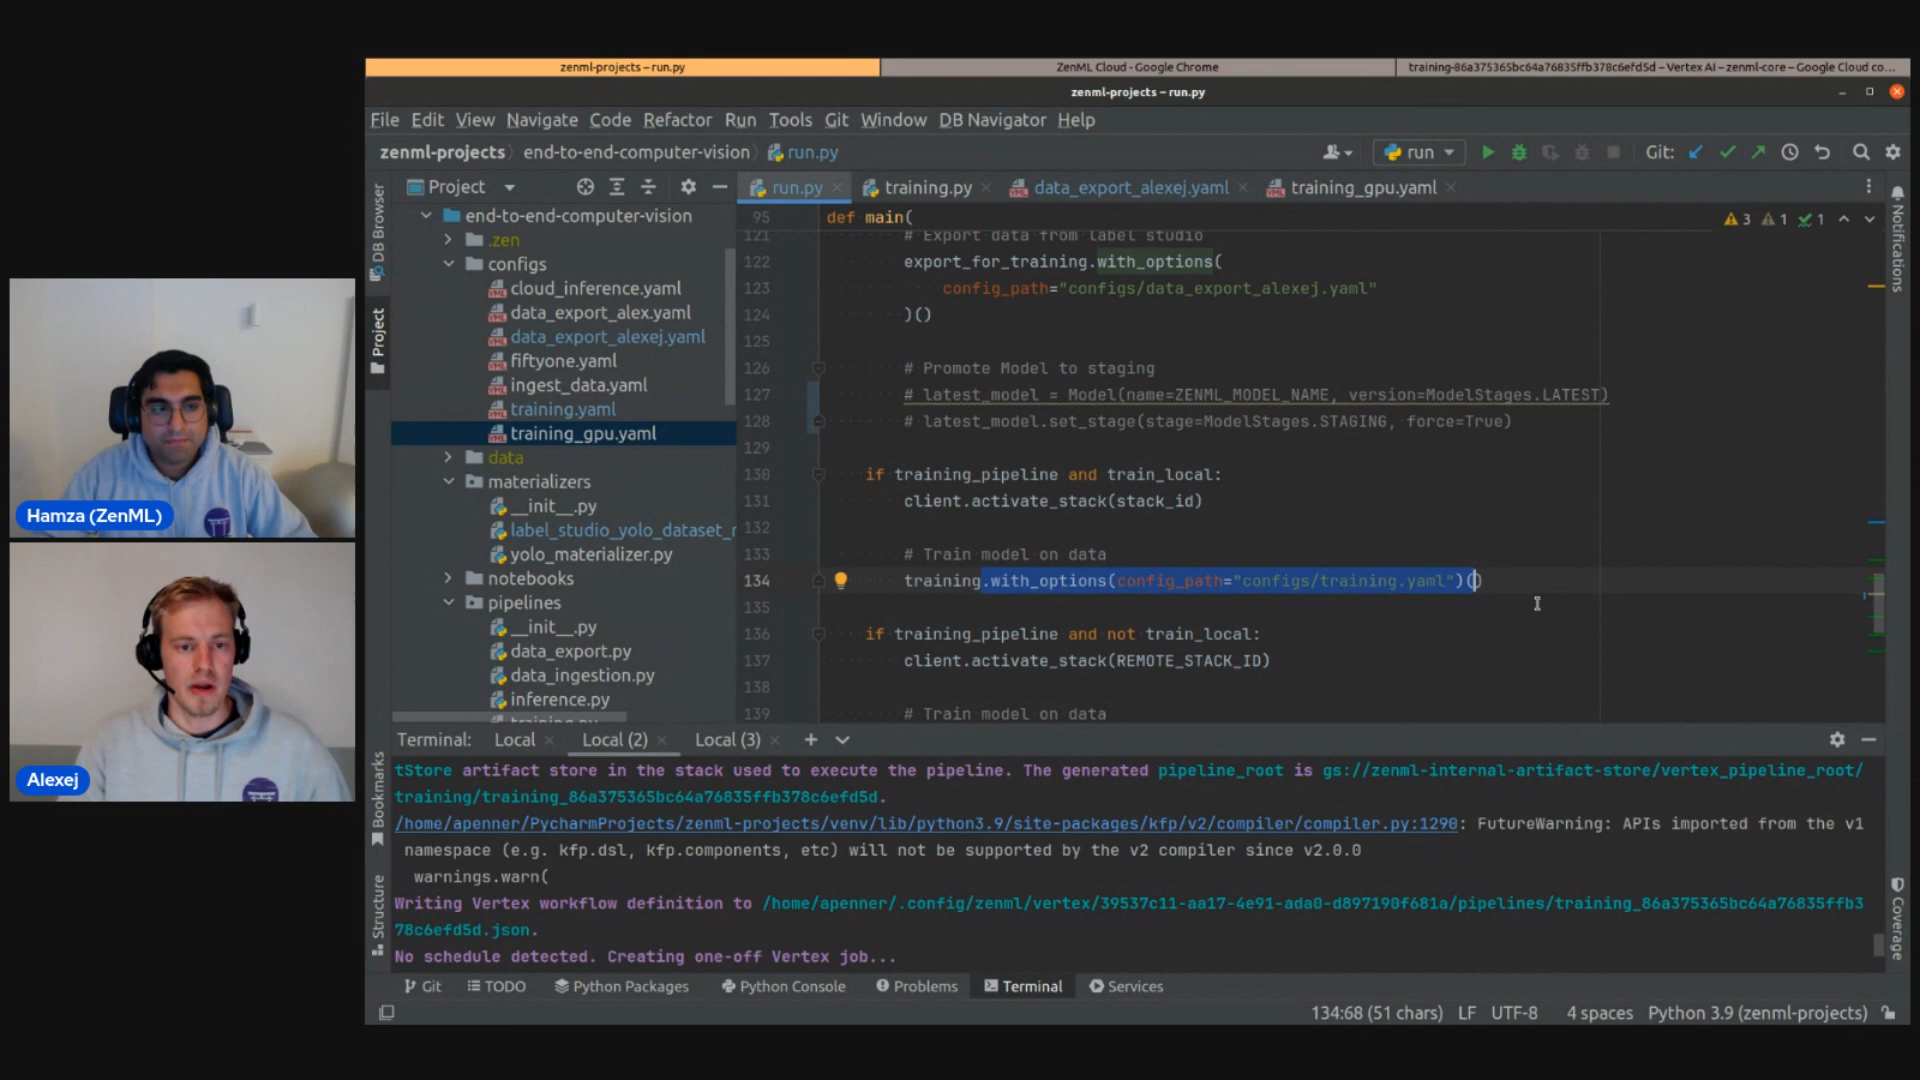 zenml-projects – run.py
ZenML Cloud - Google Chrome
training-86a375365bc64a76835ffb378c6efd5d – Vertex AI – zenml-core – Google Cloud co...
zenml-projects – run.py
File Edit View Navigate Code Refactor Run Tools Git Window DB Navigator Help
zenml-projects end-to-end-computer-vision run.py
run
Git:
DB Browser
Project
Bookmarks
Structure
Project
end-to-end-computer-vision
.zen
configs
cloud_inference.yaml
data_export_alex.yaml
data_export_alexej.yaml
fiftyone.yaml
ingest_data.yaml
training.yaml
training_gpu.yaml
data
materializers
__init__.py
label_studio_yolo_dataset_r
yolo_materializer.py
notebooks
pipelines
__init__.py
data_export.py
data_ingestion.py
inference.py
training.py
run.py training.py data_export_alexej.yaml training_gpu.yaml
3 1 1
95 def main(
121 # Export data from label studio
122 export_for_training.with_options(
123 config_path="configs/data_export_alexej.yaml"
124 )()
125
126 # Promote Model to staging
127 # latest_model = Model(name=ZENML_MODEL_NAME, version=ModelStages.LATEST)
128 # latest_model.set_stage(stage=ModelStages.STAGING, force=True)
129
130 if training_pipeline and train_local:
131 client.activate_stack(stack_id)
132
133 # Train model on data
134 training.with_options(config_path="configs/training.yaml")()
135
136 if training_pipeline and not train_local:
137 client.activate_stack(REMOTE_STACK_ID)
138
139 # Train model on data
Notifications
Coverage
Terminal: Local Local (2) Local (3)
tStore artifact store in the stack used to execute the pipeline. The generated pipeline_root is gs://zenml-internal-artifact-store/vertex_pipeline_root/
training/training_86a375365bc64a76835ffb378c6efd5d.
/home/apenner/PycharmProjects/zenml-projects/venv/lib/python3.9/site-packages/kfp/v2/compiler/compiler.py:1290: FutureWarning: APIs imported from the v1
namespace (e.g. kfp.dsl, kfp.components, etc) will not be supported by the v2 compiler since v2.0.0
warnings.warn(
Writing Vertex workflow definition to /home/apenner/.config/zenml/vertex/39537c11-aa17-4e91-ada0-d897190f681a/pipelines/training_86a375365bc64a76835ffb3
78c6efd5d.json.
No schedule detected. Creating one-off Vertex job...
Git TODO Python Packages Python Console Problems Terminal Services
134:68 (51 chars) LF UTF-8 4 spaces Python 3.9 (zenml-projects)
Hamza (ZenML)
Alexej